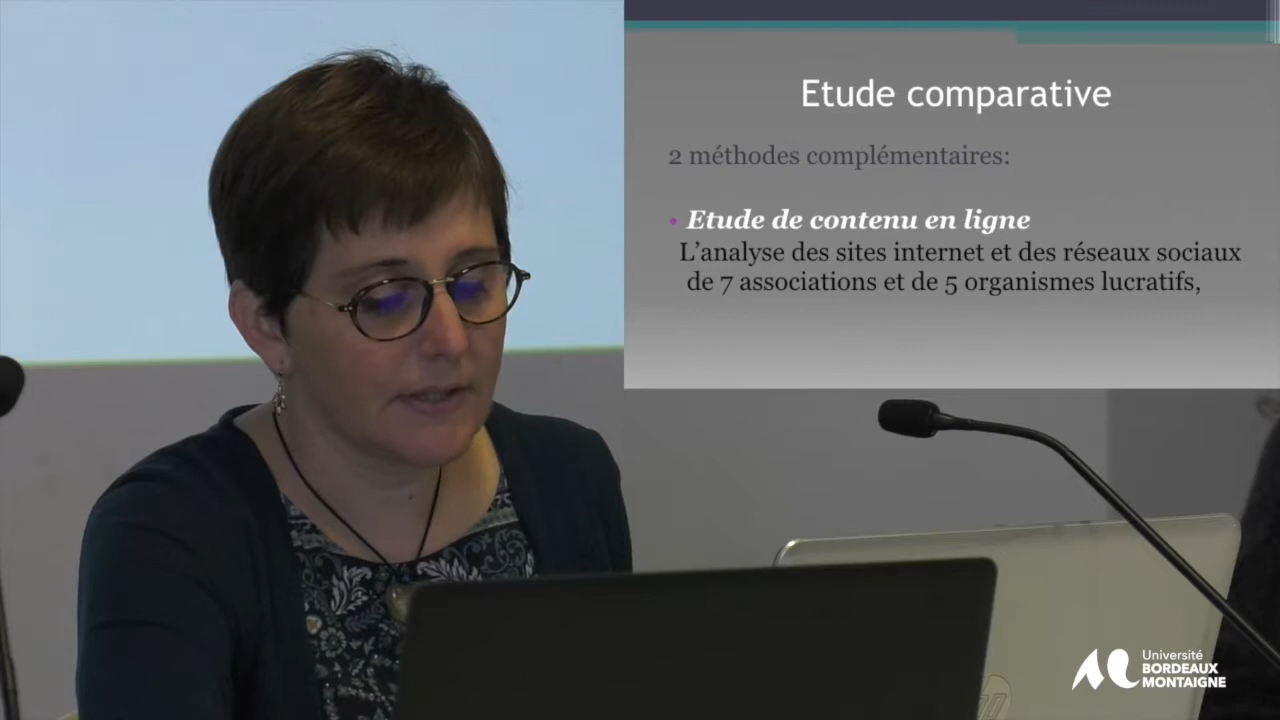 Etude comparative
2 méthodes complémentaires:
• Etude de contenu en ligne
L’analyse des sites internet et des réseaux sociaux
de 7 associations et de 5 organismes lucratifs,
Université
BORDEAUX
MONTAIGNE
hp